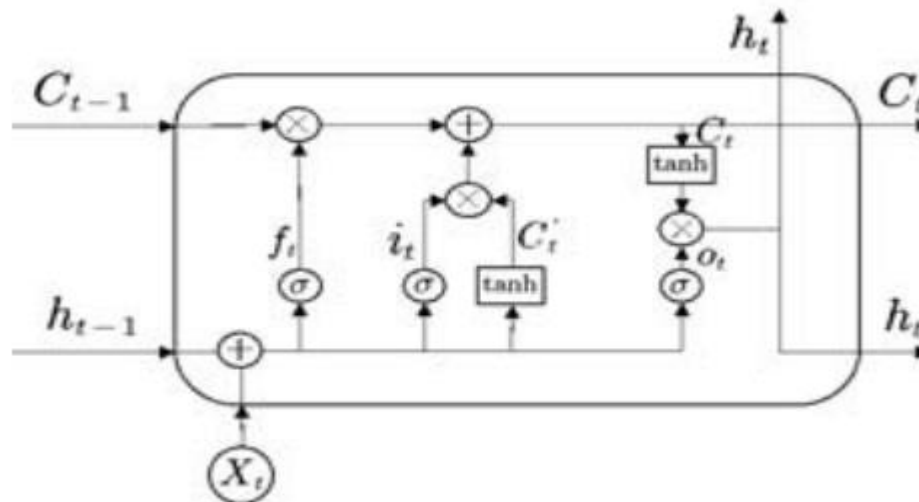 h_t
C_{t-1}
C_t
× +
C_t
tanh
×
f_t i_t C'_t ×
o_t
σ σ tanh σ
h_{t-1}
h_t
+
X_t